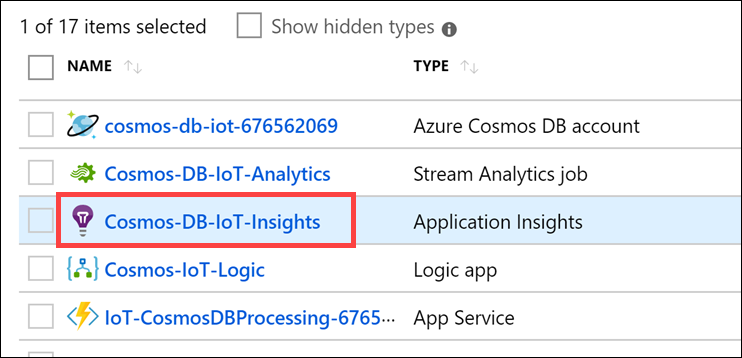 1 of 17 items selected Show hidden types
NAME TYPE
cosmos-db-iot-676562069 Azure Cosmos DB account
Cosmos-DB-IoT-Analytics Stream Analytics job
Cosmos-DB-IoT-Insights Application Insights
Cosmos-IoT-Logic Logic app
IoT-CosmosDBProcessing-6765··· App Service